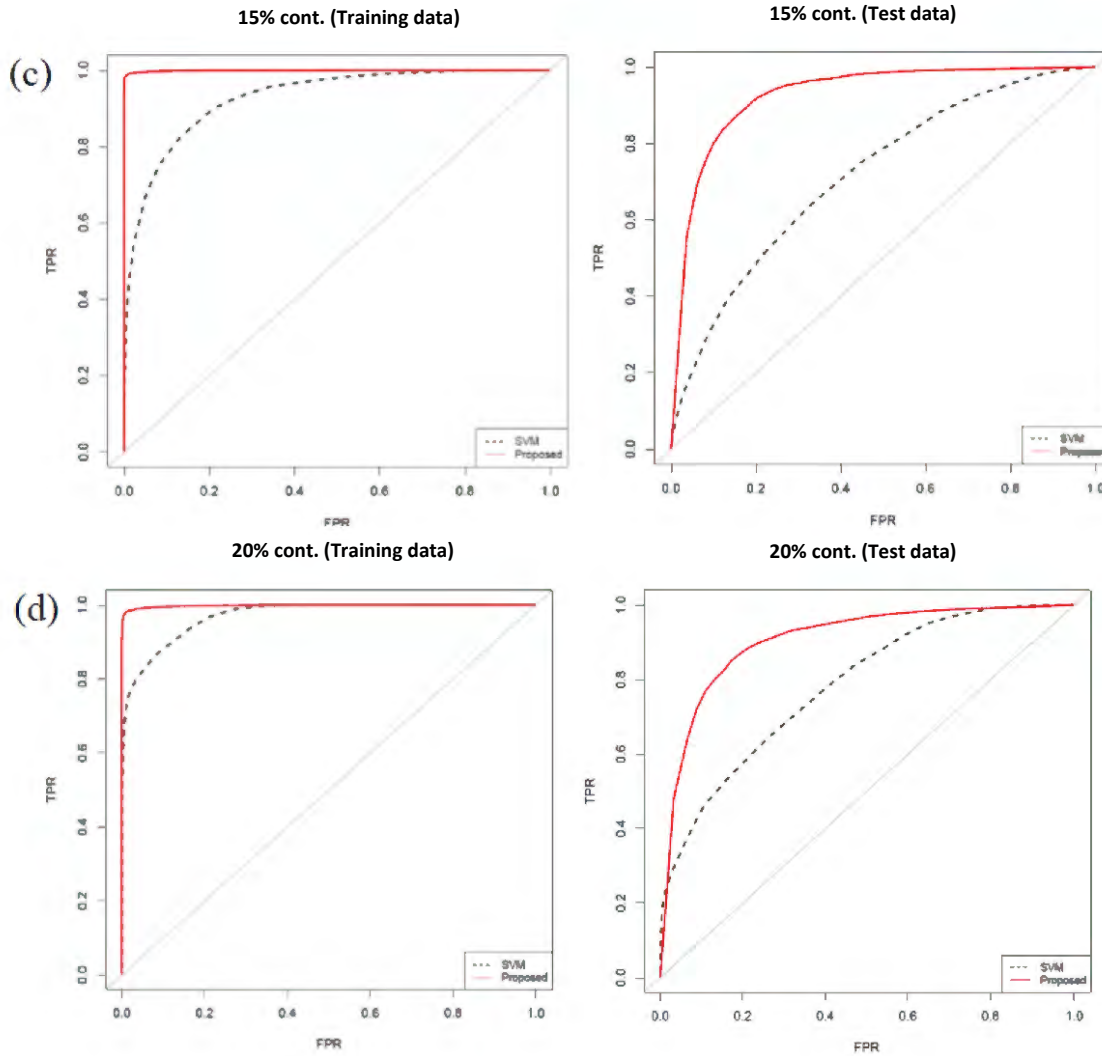 15% cont. (Training data)
15% cont. (Test data)
(c)
TPR
1.0
0.8
0.6
0.4
0.2
0.0
SVM
Proposed
0.0 0.2 0.4 0.6 0.8 1.0
FPR
TPR
1.0
0.8
0.6
0.4
0.2
0.0
SVM
Proposed
0.0 0.2 0.4 0.6 0.8 1.0
FPR
20% cont. (Training data)
20% cont. (Test data)
(d)
TPR
1.0
0.8
0.6
0.4
0.2
0.0
SVM
Proposed
0.0 0.2 0.4 0.6 0.8 1.0
FPR
TPR
1.0
0.8
0.6
0.4
0.2
0.0
SVM
Proposed
0.0 0.2 0.4 0.6 0.8 1.0
FPR